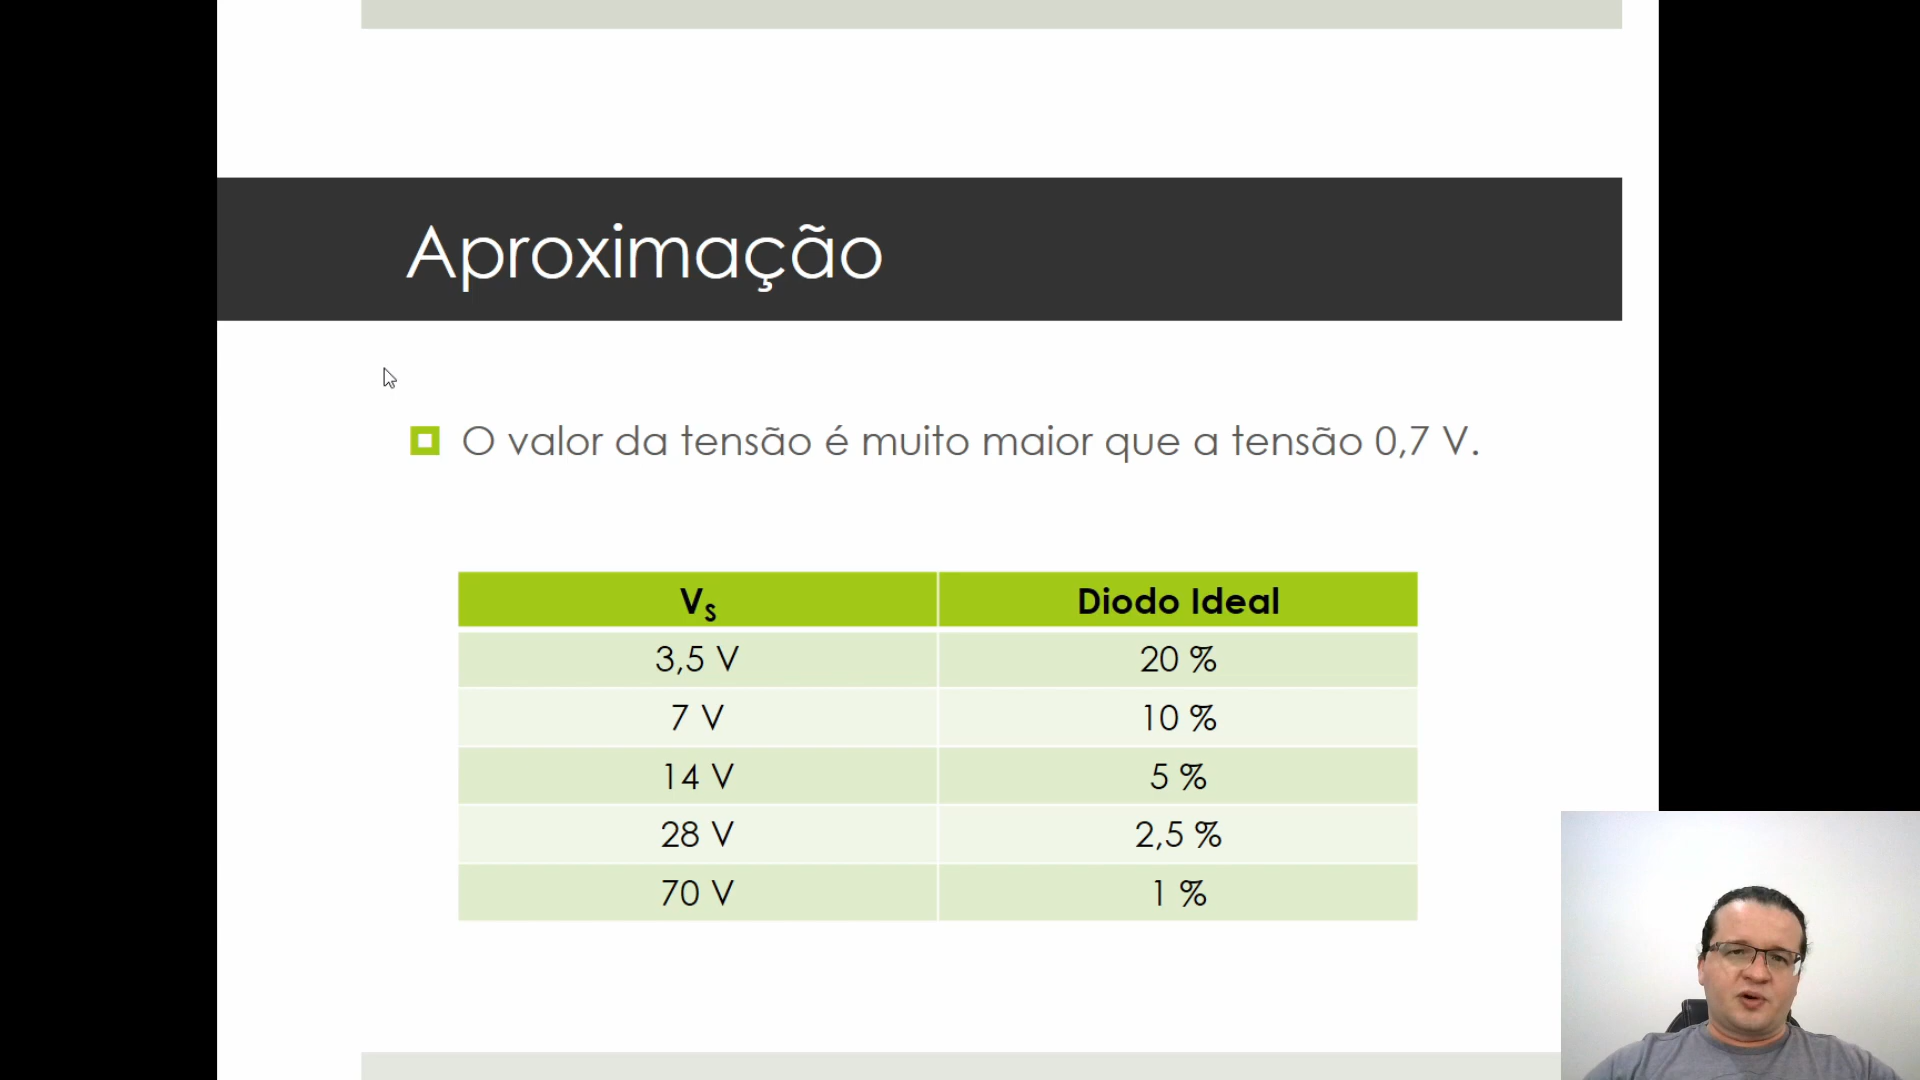 Aproximação
O valor da tensão é muito maior que a tensão 0,7 V.
VS Diodo Ideal
3,5 V 20 %
7 V 10 %
14 V 5 %
28 V 2,5 %
70 V 1 %